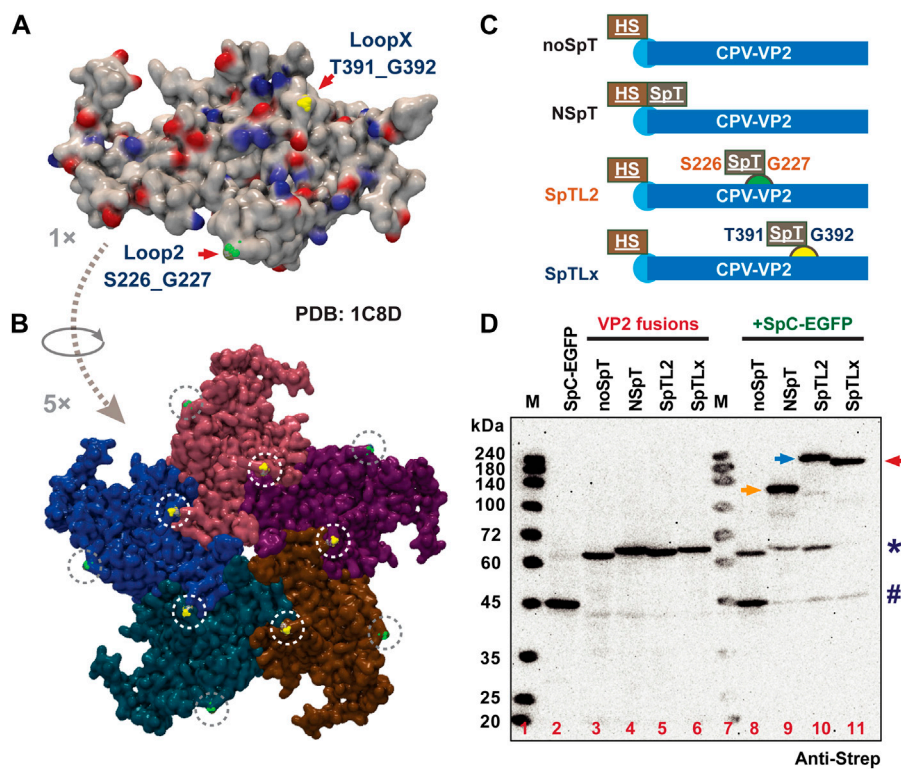 A
LoopX
T391_G392
1×
Loop2
S226_G227
B
PDB: 1C8D
5×
C
HS
noSpT
CPV-VP2
HS SpT
NSpT
CPV-VP2
S226 SpT G227
HS
SpTL2
CPV-VP2
T391 SpT G392
HS
SpTLx
CPV-VP2
D
VP2 fusions
+SpC-EGFP
M
SpC-EGFP
noSpT
NSpT
SpTL2
SpTLx
M
noSpT
NSpT
SpTL2
SpTLx
kDa
240
180
140
100
72
60
45
35
25
20
*
#
1 2 3 4 5 6 7 8 9 10 11
Anti-Strep